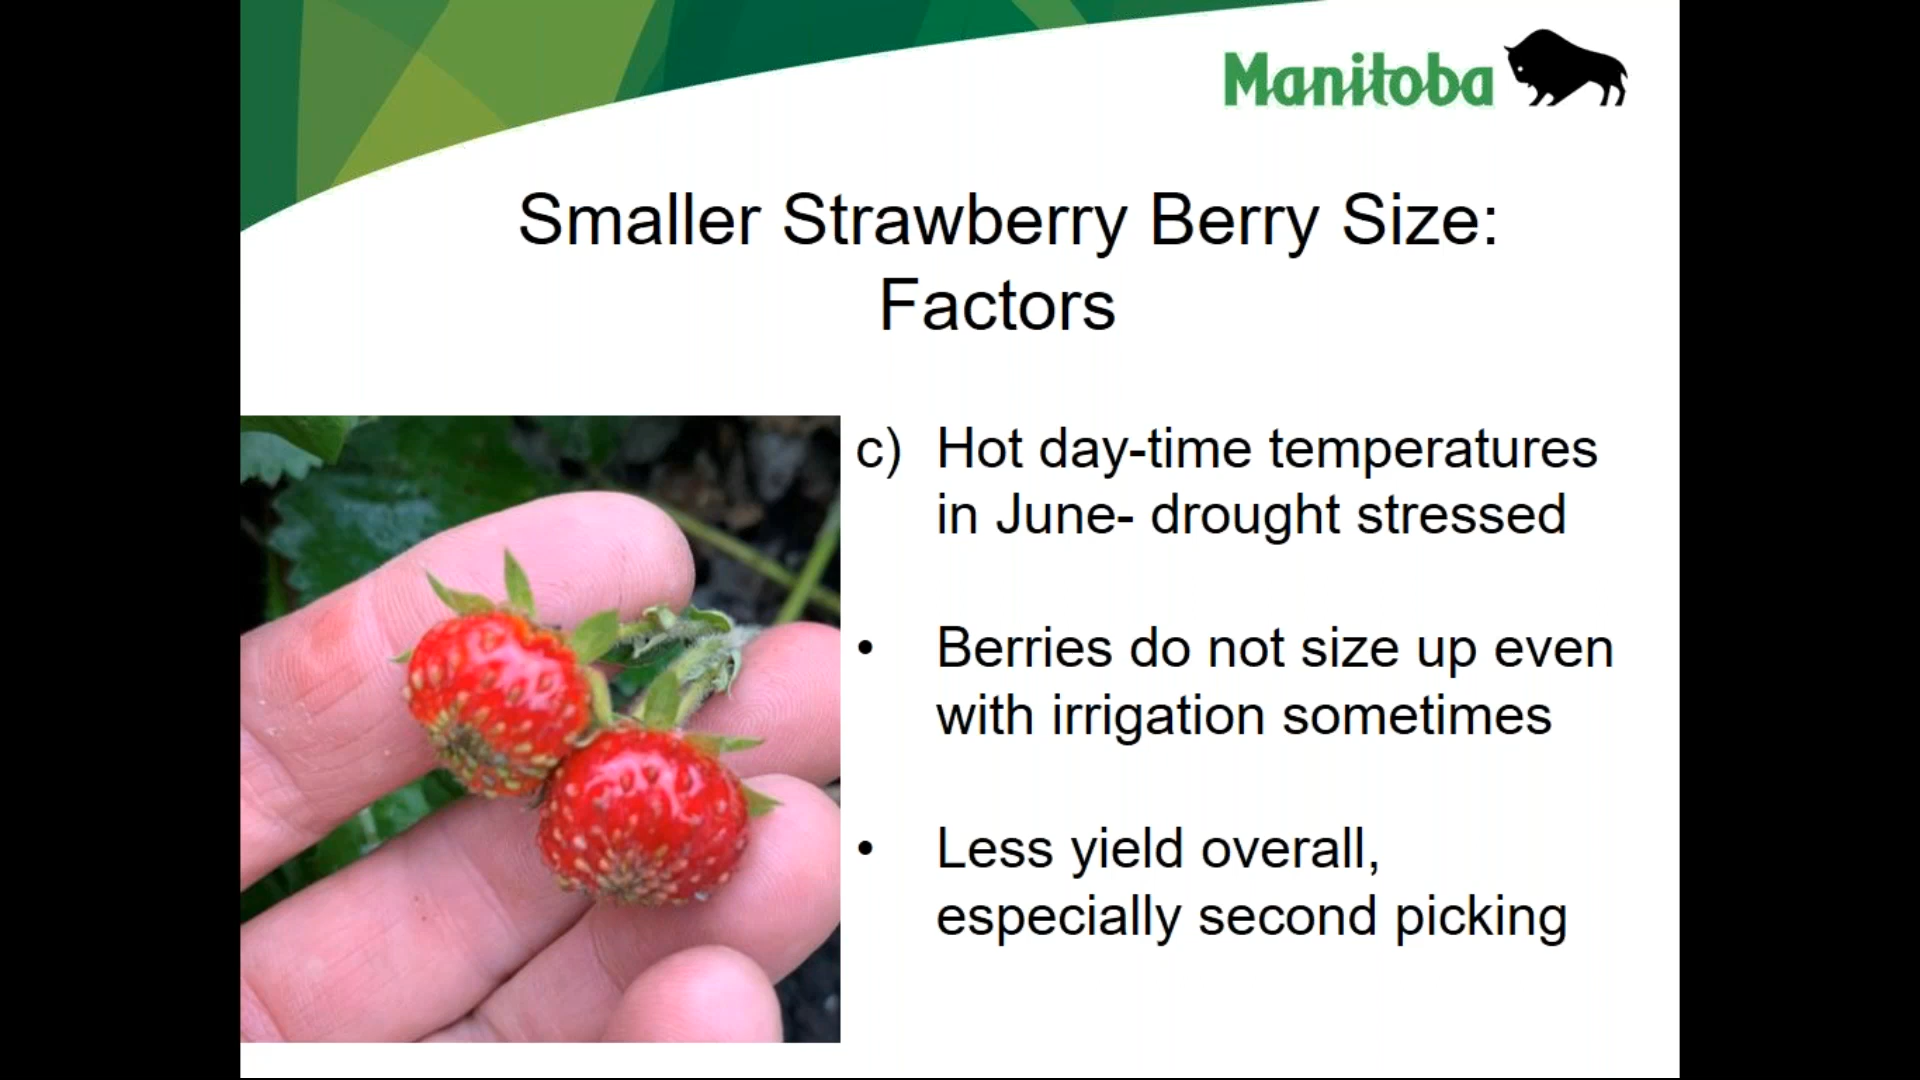 Manitoba
Smaller Strawberry Berry Size:
Factors
c) Hot day-time temperatures
in June- drought stressed
• Berries do not size up even
with irrigation sometimes
• Less yield overall,
especially second picking